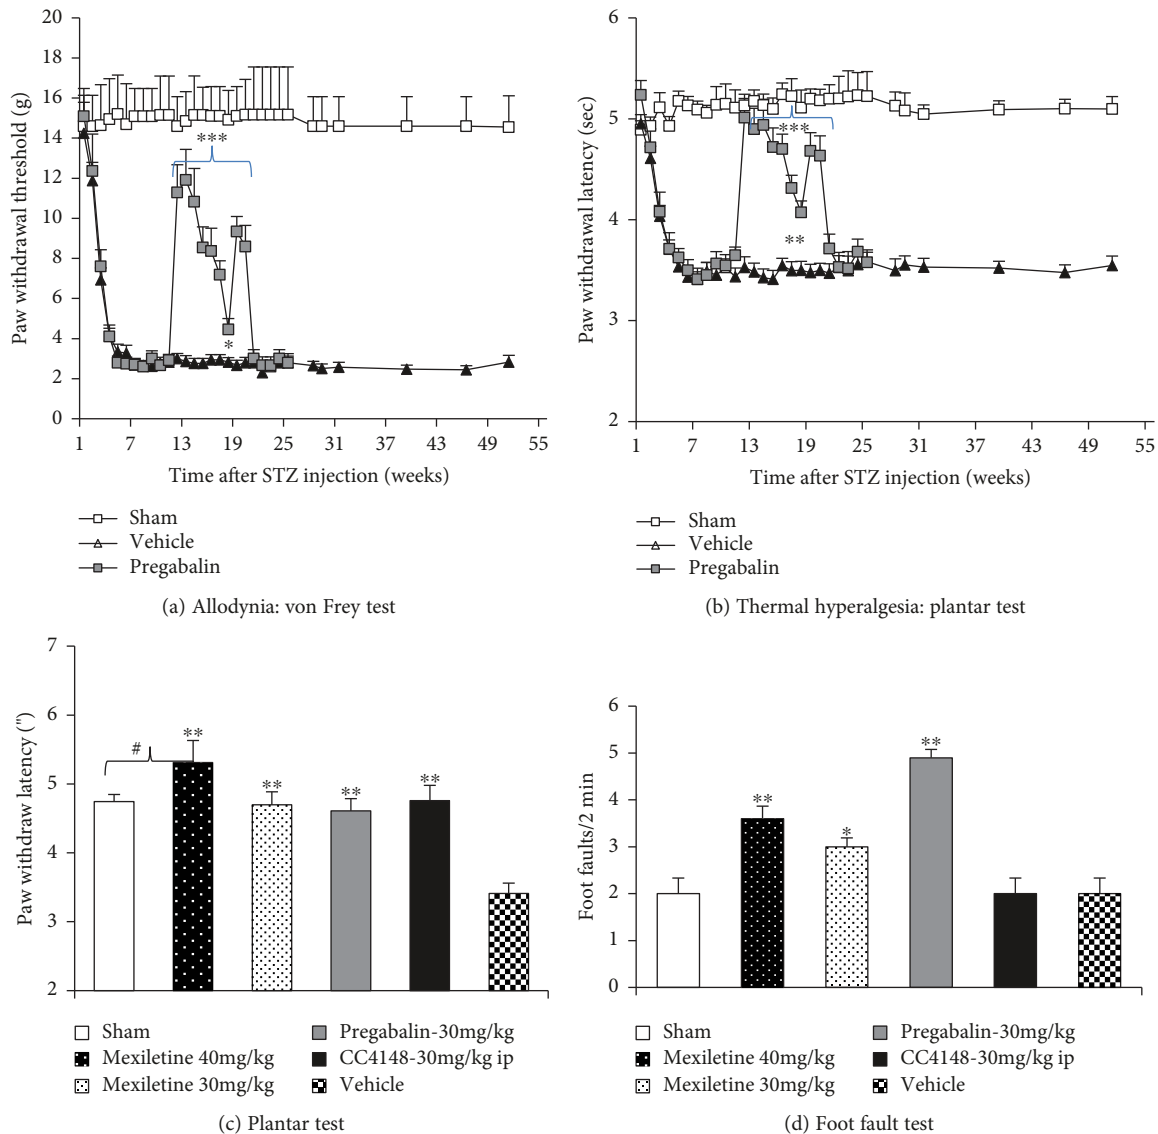 20
18
16
14
12
10
8
6
4
2
0
Paw withdrawal threshold (g)
***
*
1 7 13 19 25 31 37 43 49 55
Time after STZ injection (weeks)
Sham
Vehicle
Pregabalin
(a) Allodynia: von Frey test
6
5
4
3
2
Paw withdrawal latency (sec)
***
**
1 7 13 19 25 31 37 43 49 55
Time after STZ injection (weeks)
Sham
Vehicle
Pregabalin
(b) Thermal hyperalgesia: plantar test
7
6
5
4
3
2
Paw withdraw latency (")
#
** ** ** **
Sham
Mexiletine 40mg/kg
Mexiletine 30mg/kg
Pregabalin-30mg/kg
CC4148-30mg/kg ip
Vehicle
(c) Plantar test
6
5
4
3
2
1
0
Foot faults/2 min
** * **
Sham
Mexiletine 40mg/kg
Mexiletine 30mg/kg
Pregabalin-30mg/kg
CC4148-30mg/kg ip
Vehicle
(d) Foot fault test